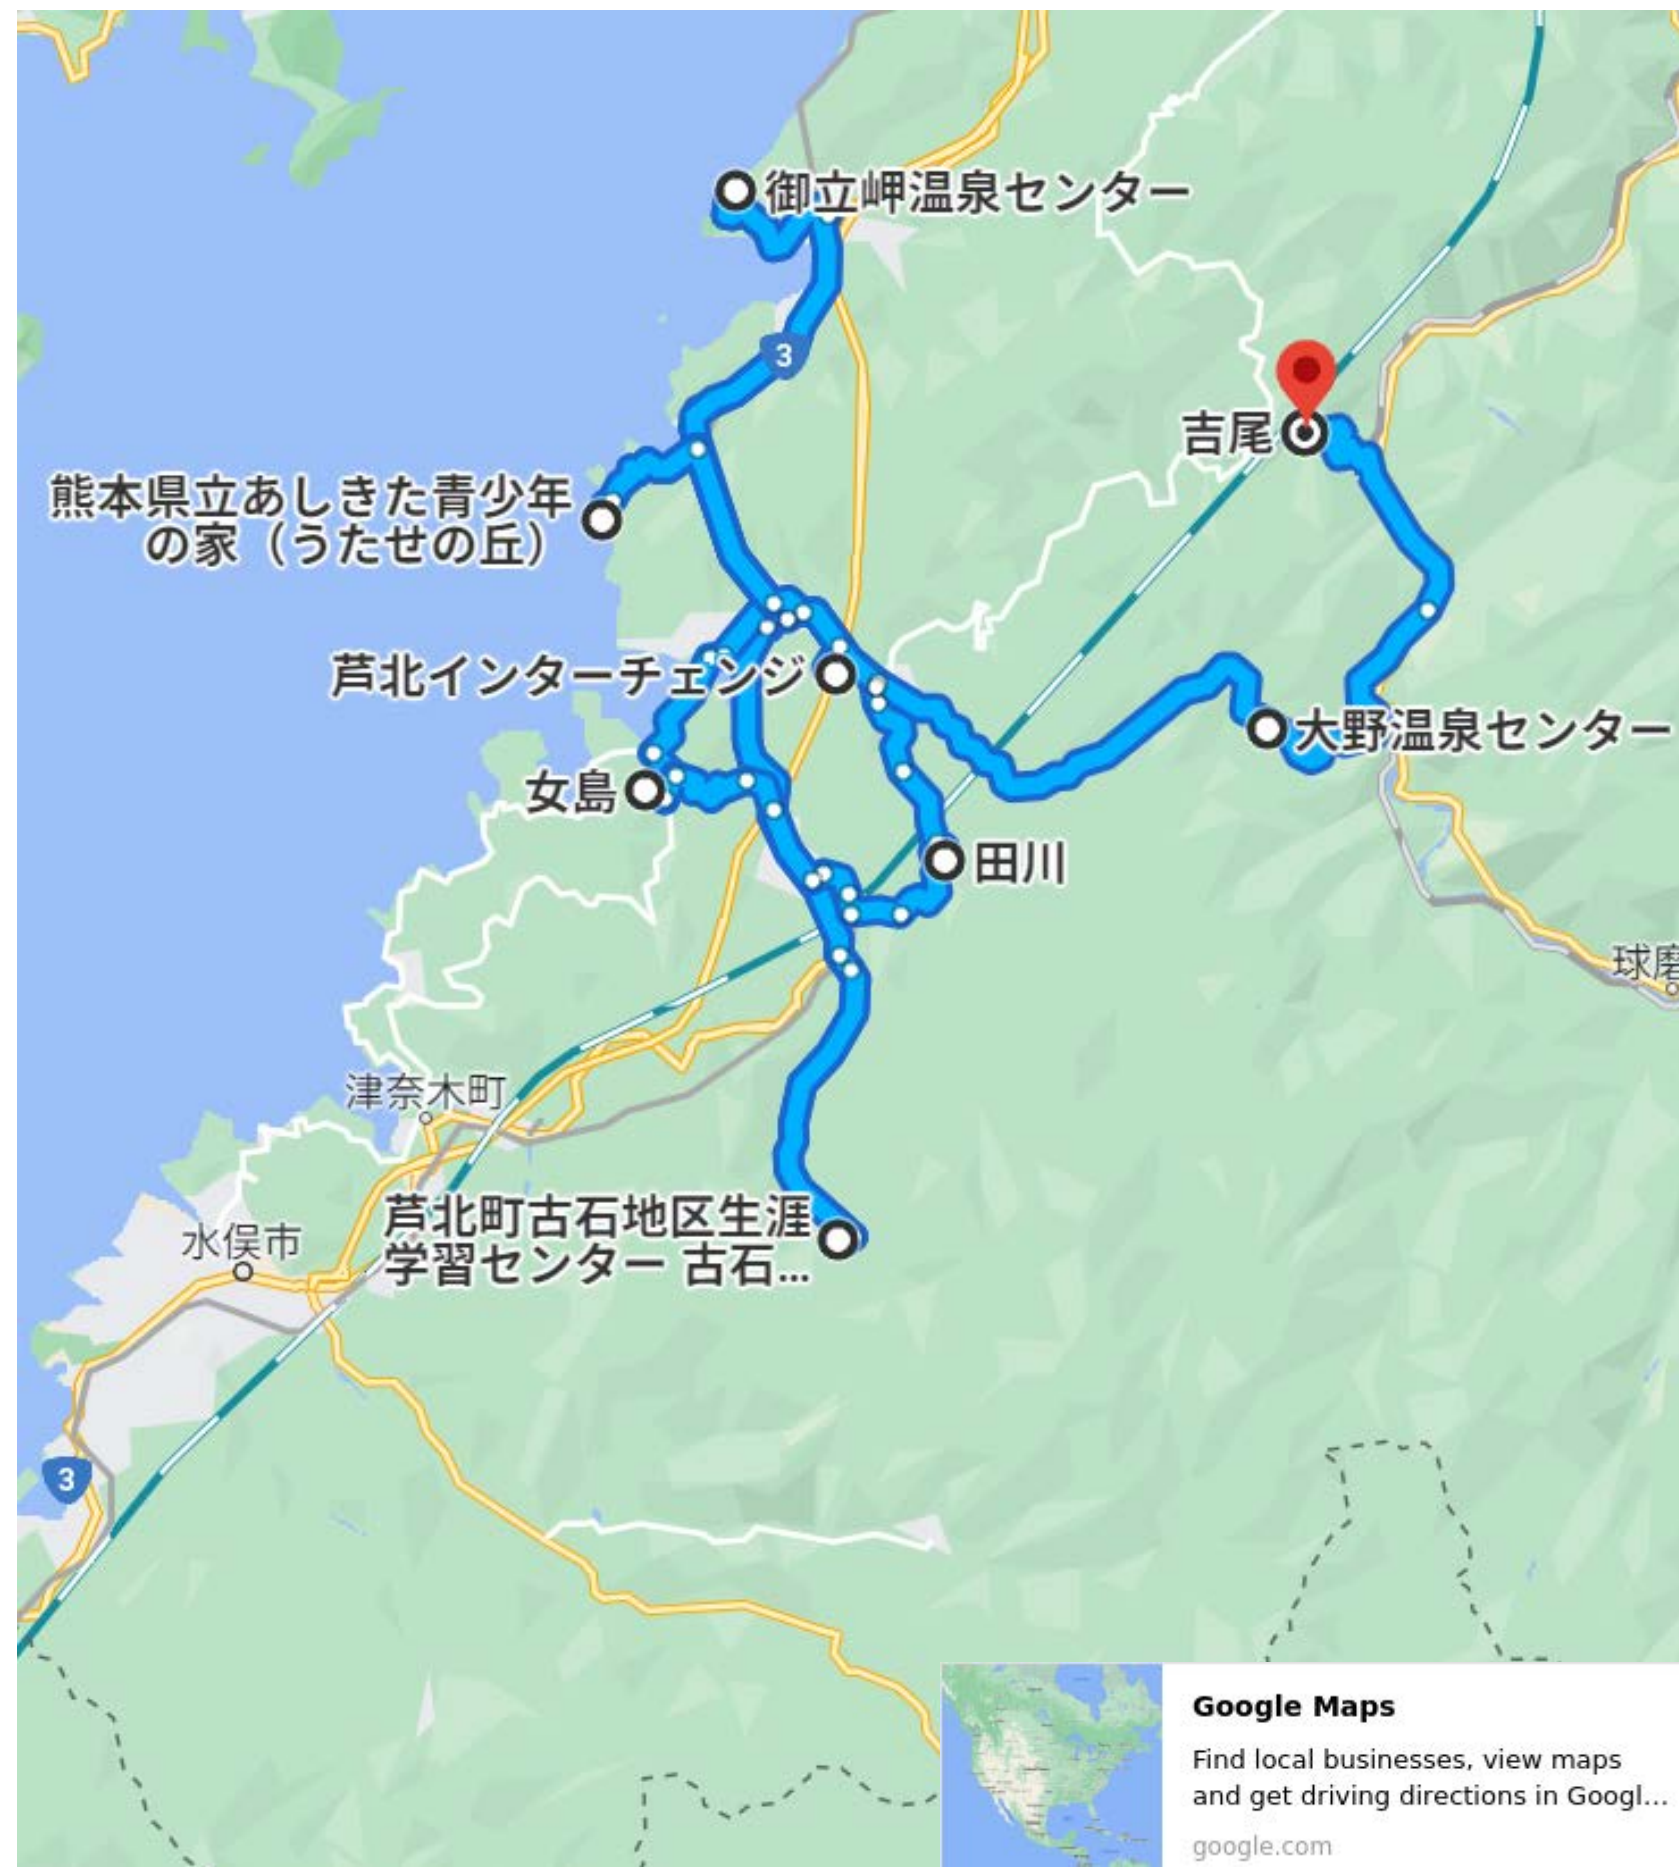 御立岬温泉センター
3
吉尾
熊本県立あしきた青少年
の家（うたせの丘）
芦北インターチェンジ
大野温泉センター
女島
田川
球磨
津奈木町
芦北町古石地区生涯
学習センター 古石...
水俣市
3
Google Maps
Find local businesses, view maps
and get driving directions in Googl...
google.com